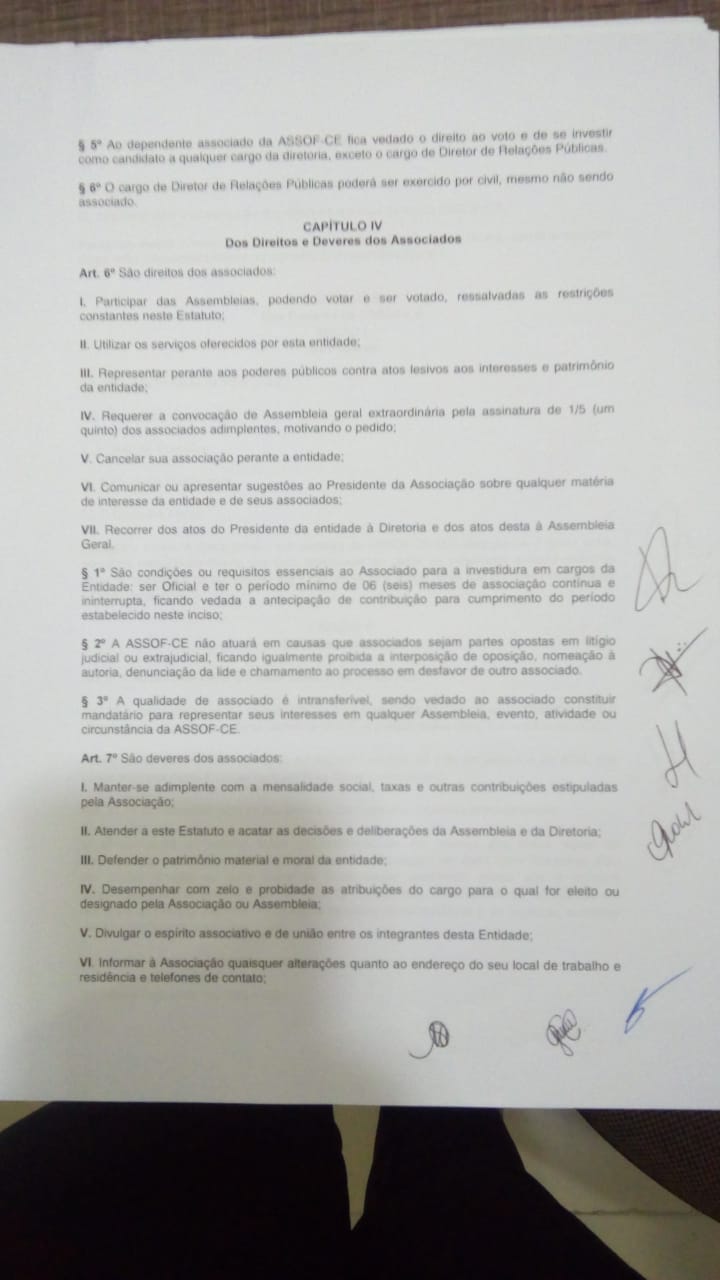 § 5º Ao dependente associado da ASSOF-CE fica vedado o direito ao voto e de se investir
como candidato a qualquer cargo da diretoria, exceto o cargo de Diretor de Relações Públicas.
§ 6º O cargo de Diretor de Relações Públicas poderá ser exercido por civil, mesmo não sendo
associado.
CAPÍTULO IV
Dos Direitos e Deveres dos Associados
Art. 6º São direitos dos associados:
I. Participar das Assembleias, podendo votar e ser votado, ressalvadas as restrições
constantes neste Estatuto;
II. Utilizar os serviços oferecidos por esta entidade;
III. Representar perante aos poderes públicos contra atos lesivos aos interesses e patrimônio
da entidade;
IV. Requerer a convocação de Assembleia geral extraordinária pela assinatura de 1/5 (um
quinto) dos associados adimplentes, motivando o pedido;
V. Cancelar sua associação perante a entidade;
VI. Comunicar ou apresentar sugestões ao Presidente da Associação sobre qualquer matéria
de interesse da entidade e de seus associados;
VII. Recorrer dos atos do Presidente da entidade à Diretoria e dos atos desta à Assembleia
Geral.
§ 1º São condições ou requisitos essenciais ao Associado para a investidura em cargos da
Entidade: ser Oficial e ter o período mínimo de 06 (seis) meses de associação contínua e
ininterrupta, ficando vedada a antecipação de contribuição para cumprimento do período
estabelecido neste inciso;
§ 2º A ASSOF-CE não atuará em causas que associados sejam partes opostas em litígio
judicial ou extrajudicial, ficando igualmente proibida a interposição de oposição, nomeação à
autoria, denunciação da lide e chamamento ao processo em desfavor de outro associado.
§ 3º A qualidade de associado é intransferível, sendo vedado ao associado constituir
mandatário para representar seus interesses em qualquer Assembleia, evento, atividade ou
circunstância da ASSOF-CE.
Art. 7º São deveres dos associados:
I. Manter-se adimplente com a mensalidade social, taxas e outras contribuições estipuladas
pela Associação;
II. Atender a este Estatuto e acatar as decisões e deliberações da Assembleia e da Diretoria;
III. Defender o patrimônio material e moral da entidade;
IV. Desempenhar com zelo e probidade as atribuições do cargo para o qual for eleito ou
designado pela Associação ou Assembleia;
V. Divulgar o espírito associativo e de união entre os integrantes desta Entidade;
VI. Informar à Associação quaisquer alterações quanto ao endereço do seu local de trabalho e
residência e telefones de contato;